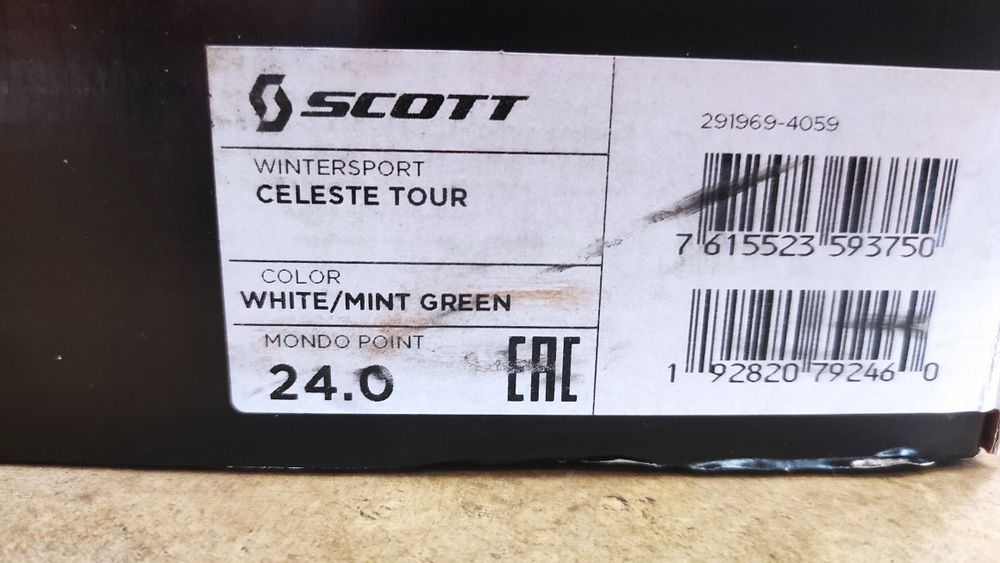 SCOTT
WINTERSPORT
CELESTE TOUR
COLOR
WHITE/MINT GREEN
MONDO POINT
24.0
EAC
291969-4059
7 615523 593750
1 92820 79246 0